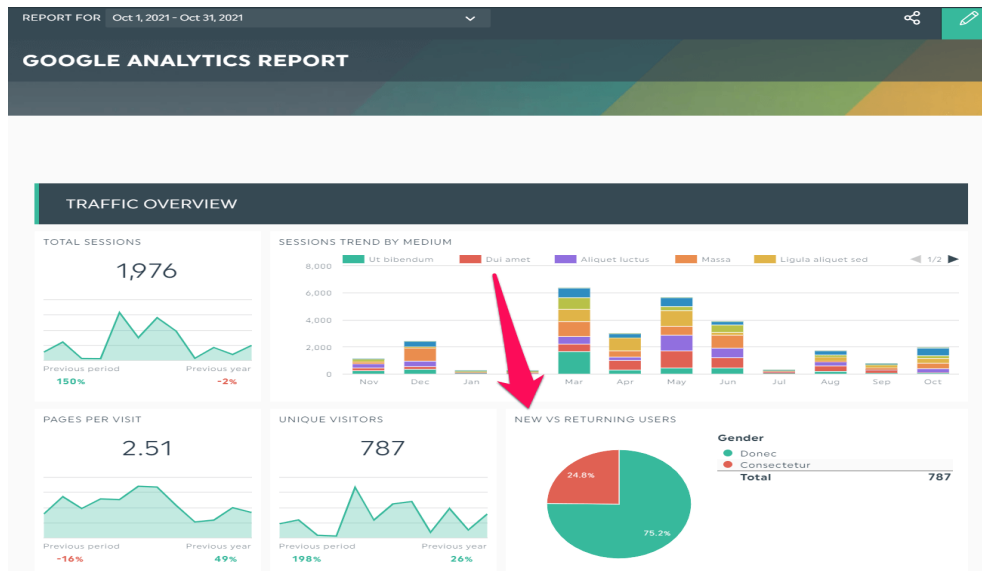 REPORT FOR Oct 1, 2021 - Oct 31, 2021
GOOGLE ANALYTICS REPORT
TRAFFIC OVERVIEW
TOTAL SESSIONS
1,976
Previous period Previous year
150% -2%
SESSIONS TREND BY MEDIUM
Ut bibendum Dui amet Aliquet luctus Massa Ligula aliquet sed 1/2
8,000
6,000
4,000
2,000
0
Nov Dec Jan Mar Apr May Jun Jul Aug Sep Oct
PAGES PER VISIT
2.51
Previous period Previous year
-16% 49%
UNIQUE VISITORS
787
Previous period Previous year
198% 26%
NEW VS RETURNING USERS
24.8%
75.2%
Gender
Donec
Consectetur
Total 787